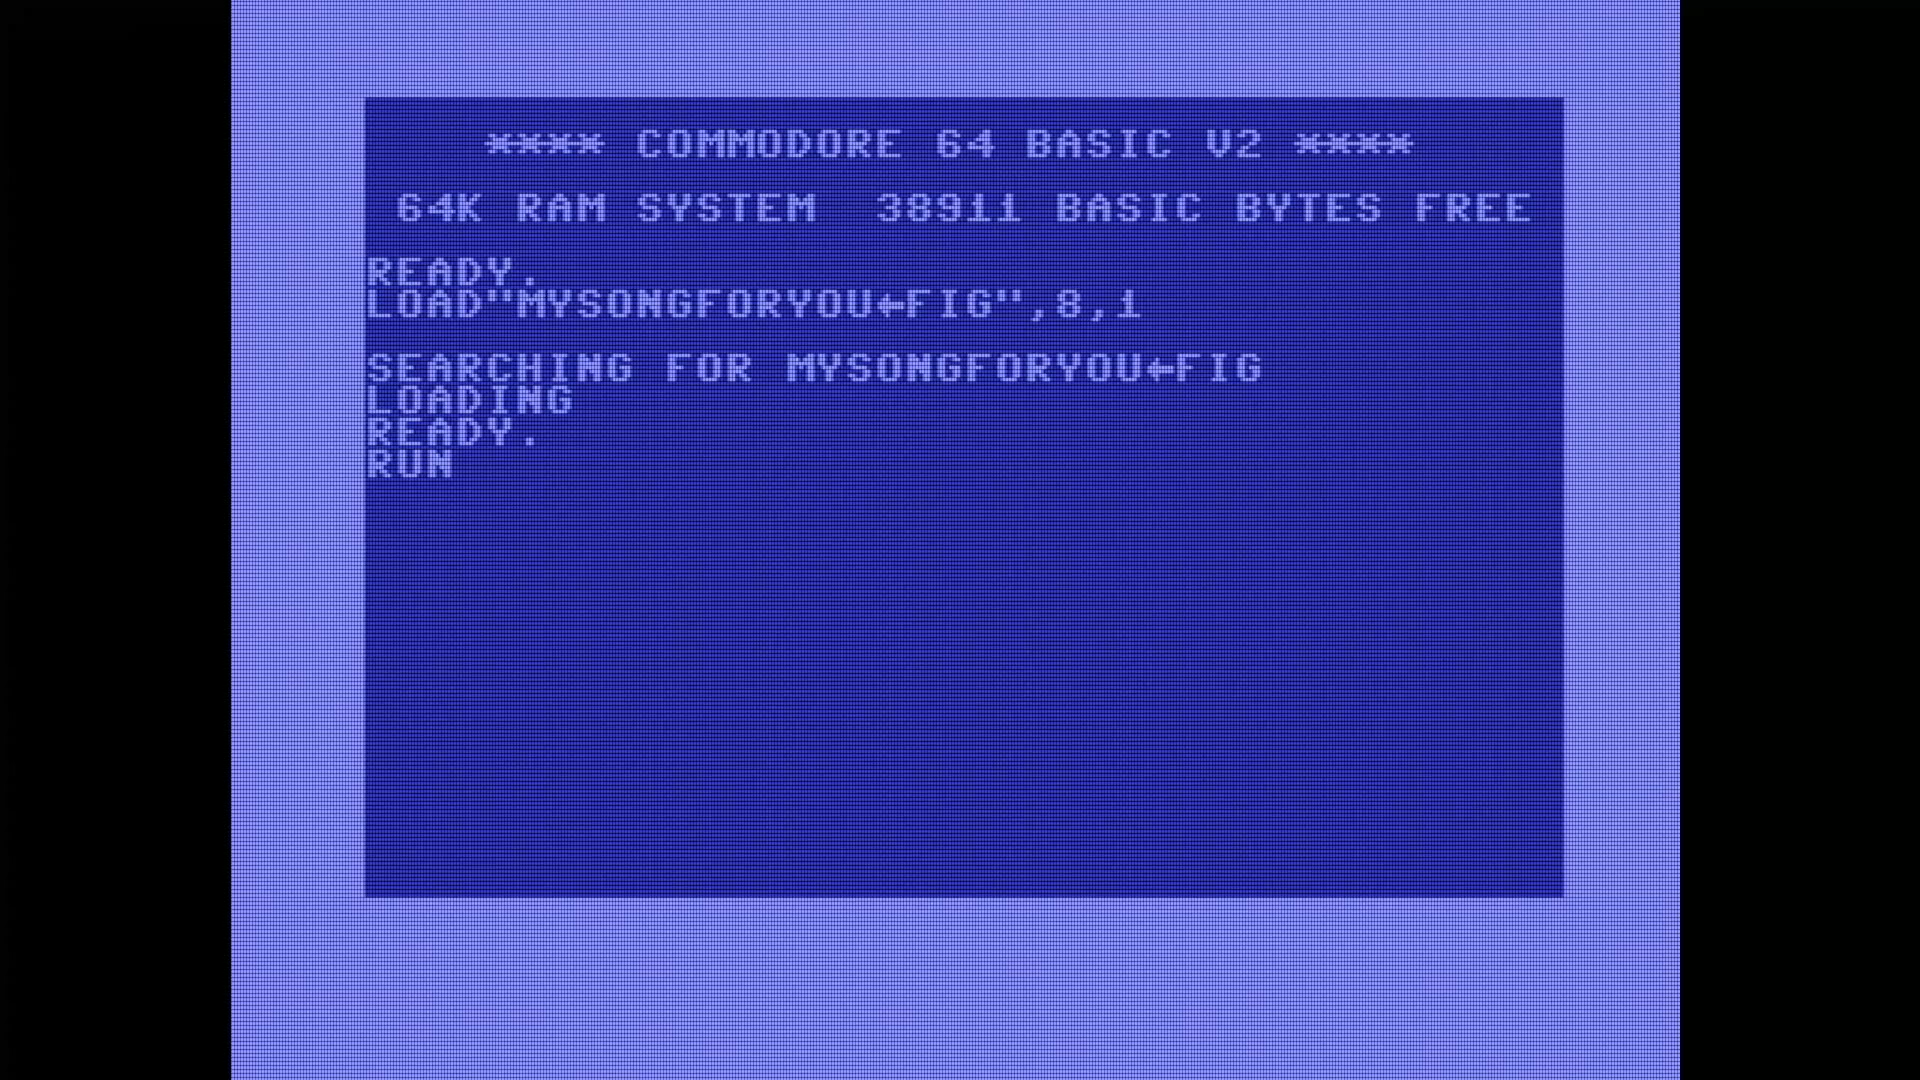 **** COMMODORE 64 BASIC V2 ****
64K RAM SYSTEM  38911 BASIC BYTES FREE
READY.
LOAD"MYSONGFORYOU←FIG",8,1
SEARCHING FOR MYSONGFORYOU←FIG
LOADING
READY.
RUN